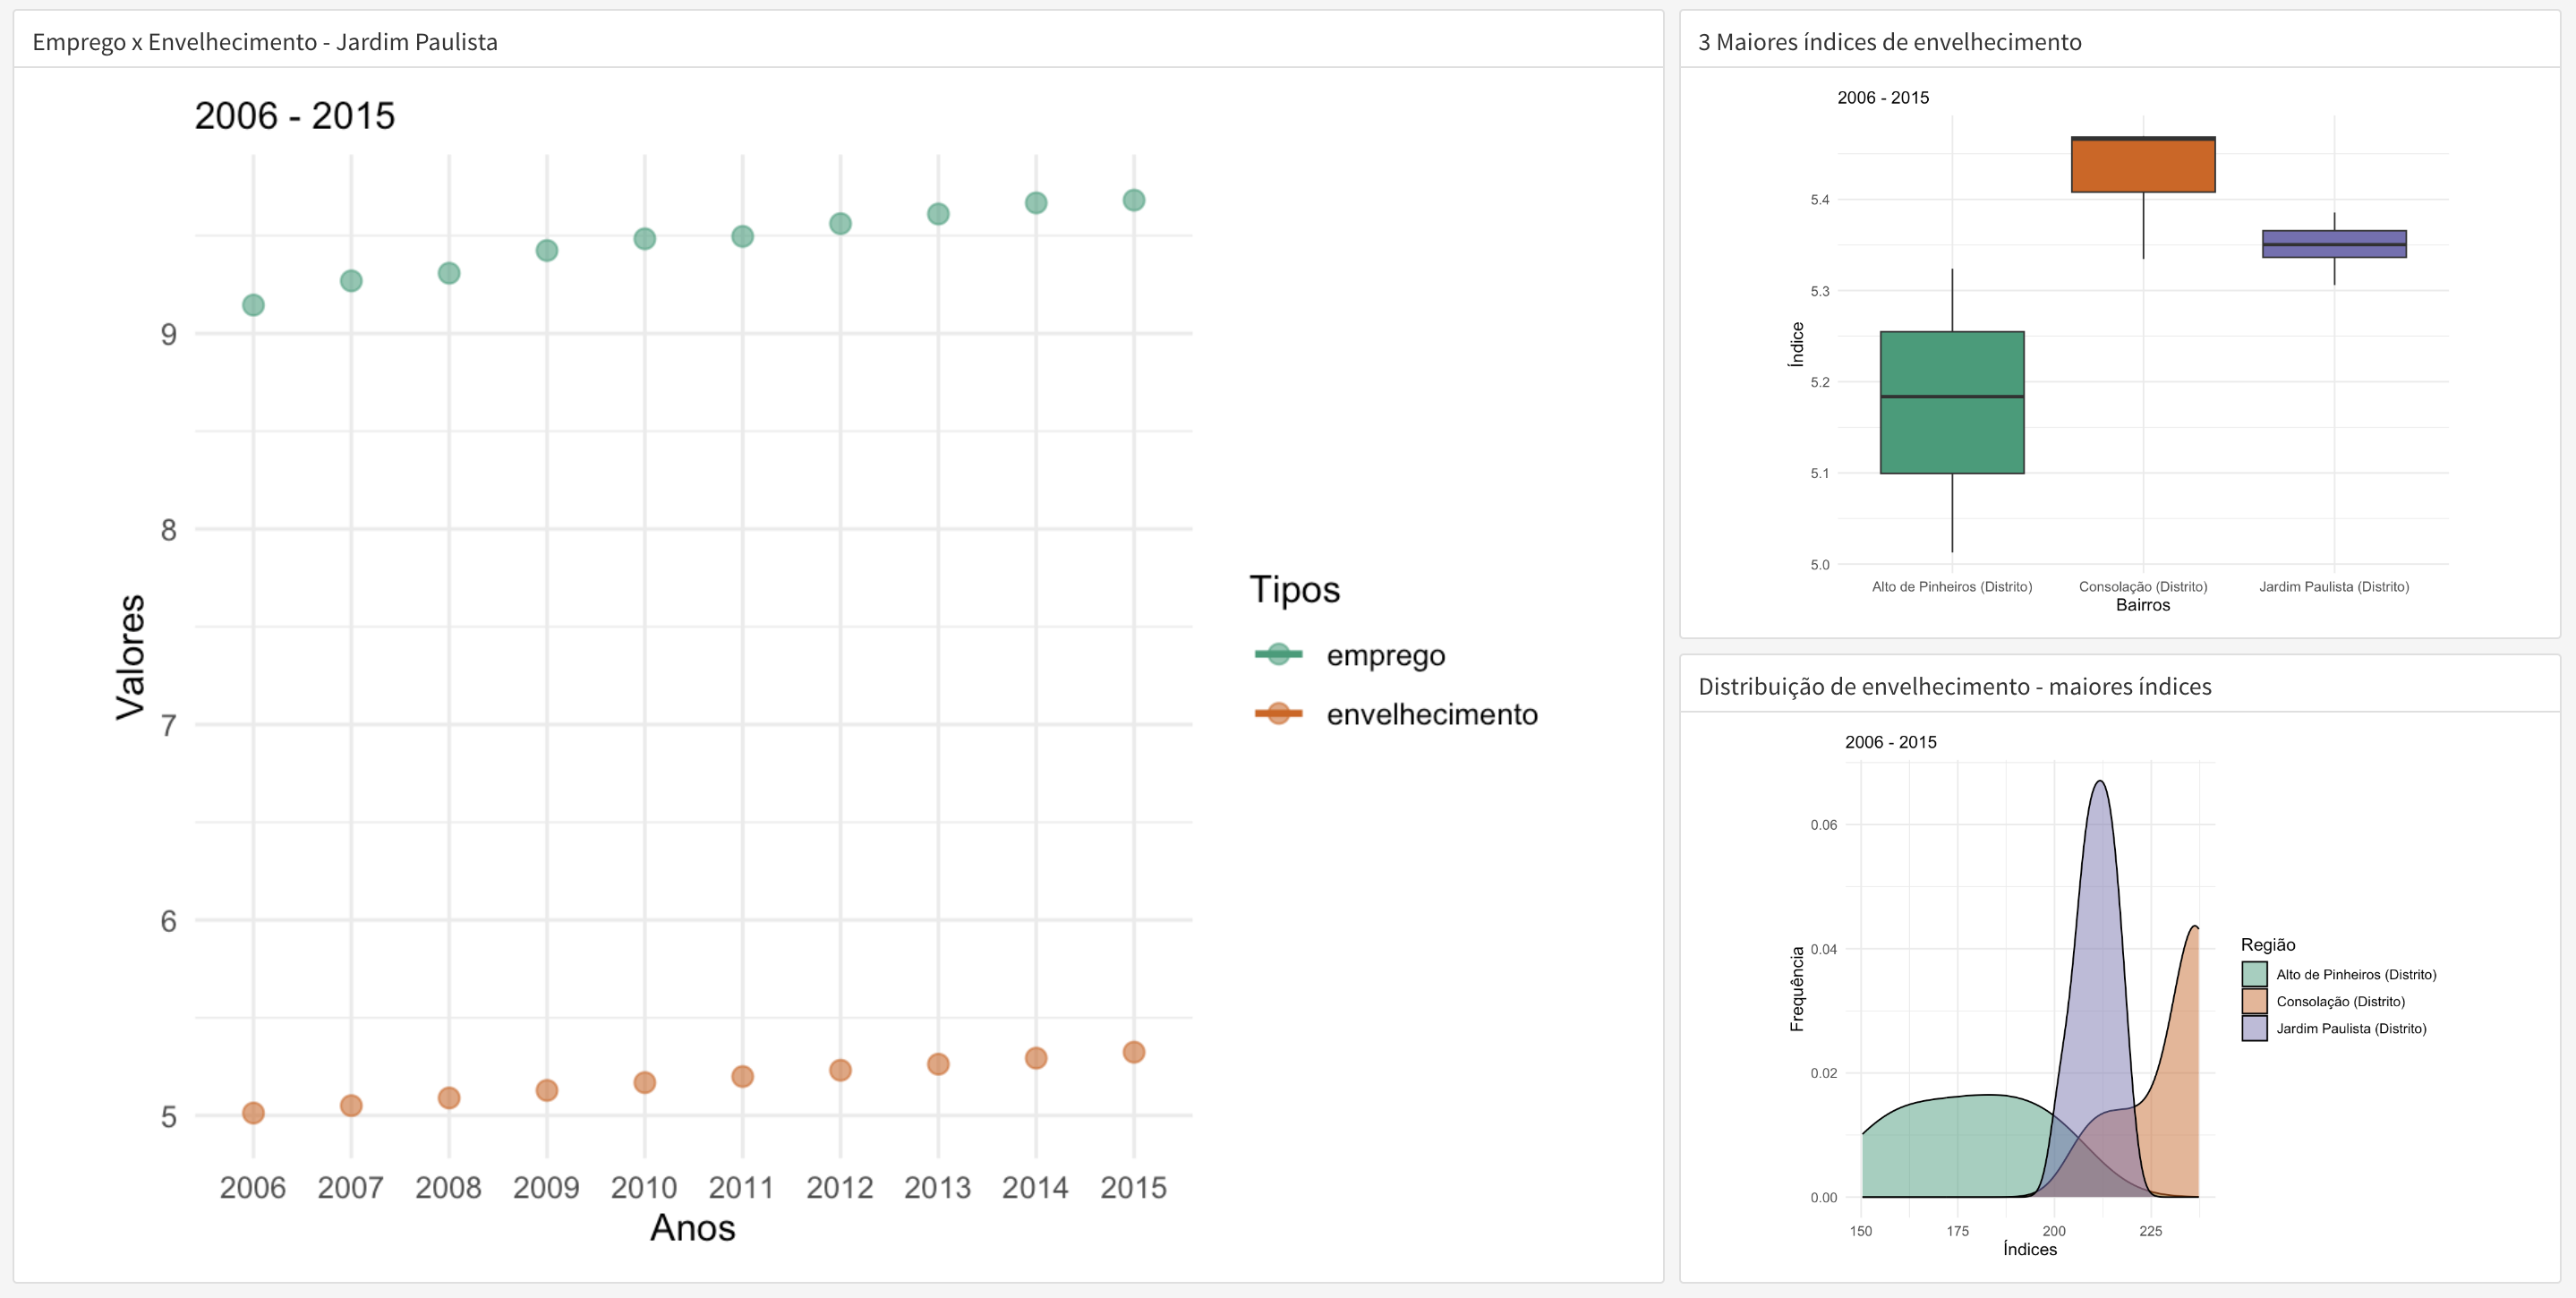 Emprego x Envelhecimento - Jardim Paulista
2006 - 2015
Valores
9
8
7
6
5
2006 2007 2008 2009 2010 2011 2012 2013 2014 2015
Anos
Tipos
emprego
envelhecimento
3 Maiores índices de envelhecimento
2006 - 2015
Índice
5.4
5.3
5.2
5.1
5.0
Alto de Pinheiros (Distrito) Consolação (Distrito) Jardim Paulista (Distrito)
Bairros
Distribuição de envelhecimento - maiores índices
2006 - 2015
Frequência
0.06
0.04
0.02
0.00
150 175 200 225
Índices
Região
Alto de Pinheiros (Distrito)
Consolação (Distrito)
Jardim Paulista (Distrito)